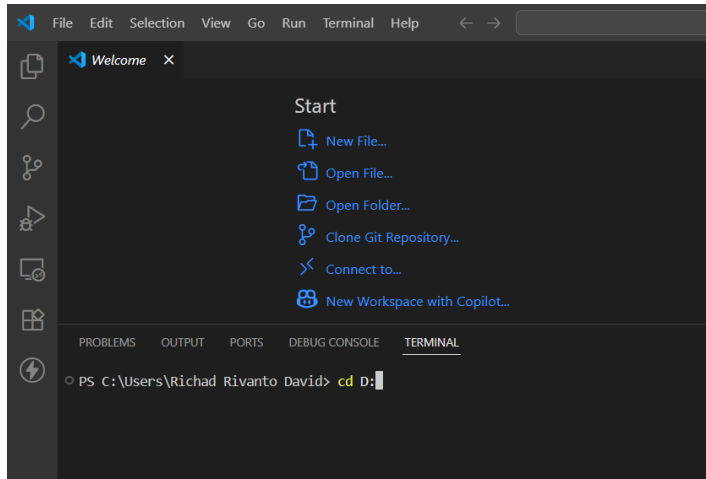 File Edit Selection View Go Run Terminal Help
Welcome
Start
New File...
Open File...
Open Folder...
Clone Git Repository...
Connect to...
New Workspace with Copilot...
PROBLEMS OUTPUT PORTS DEBUG CONSOLE TERMINAL
PS C:\Users\Richad Rivanto David> cd D: